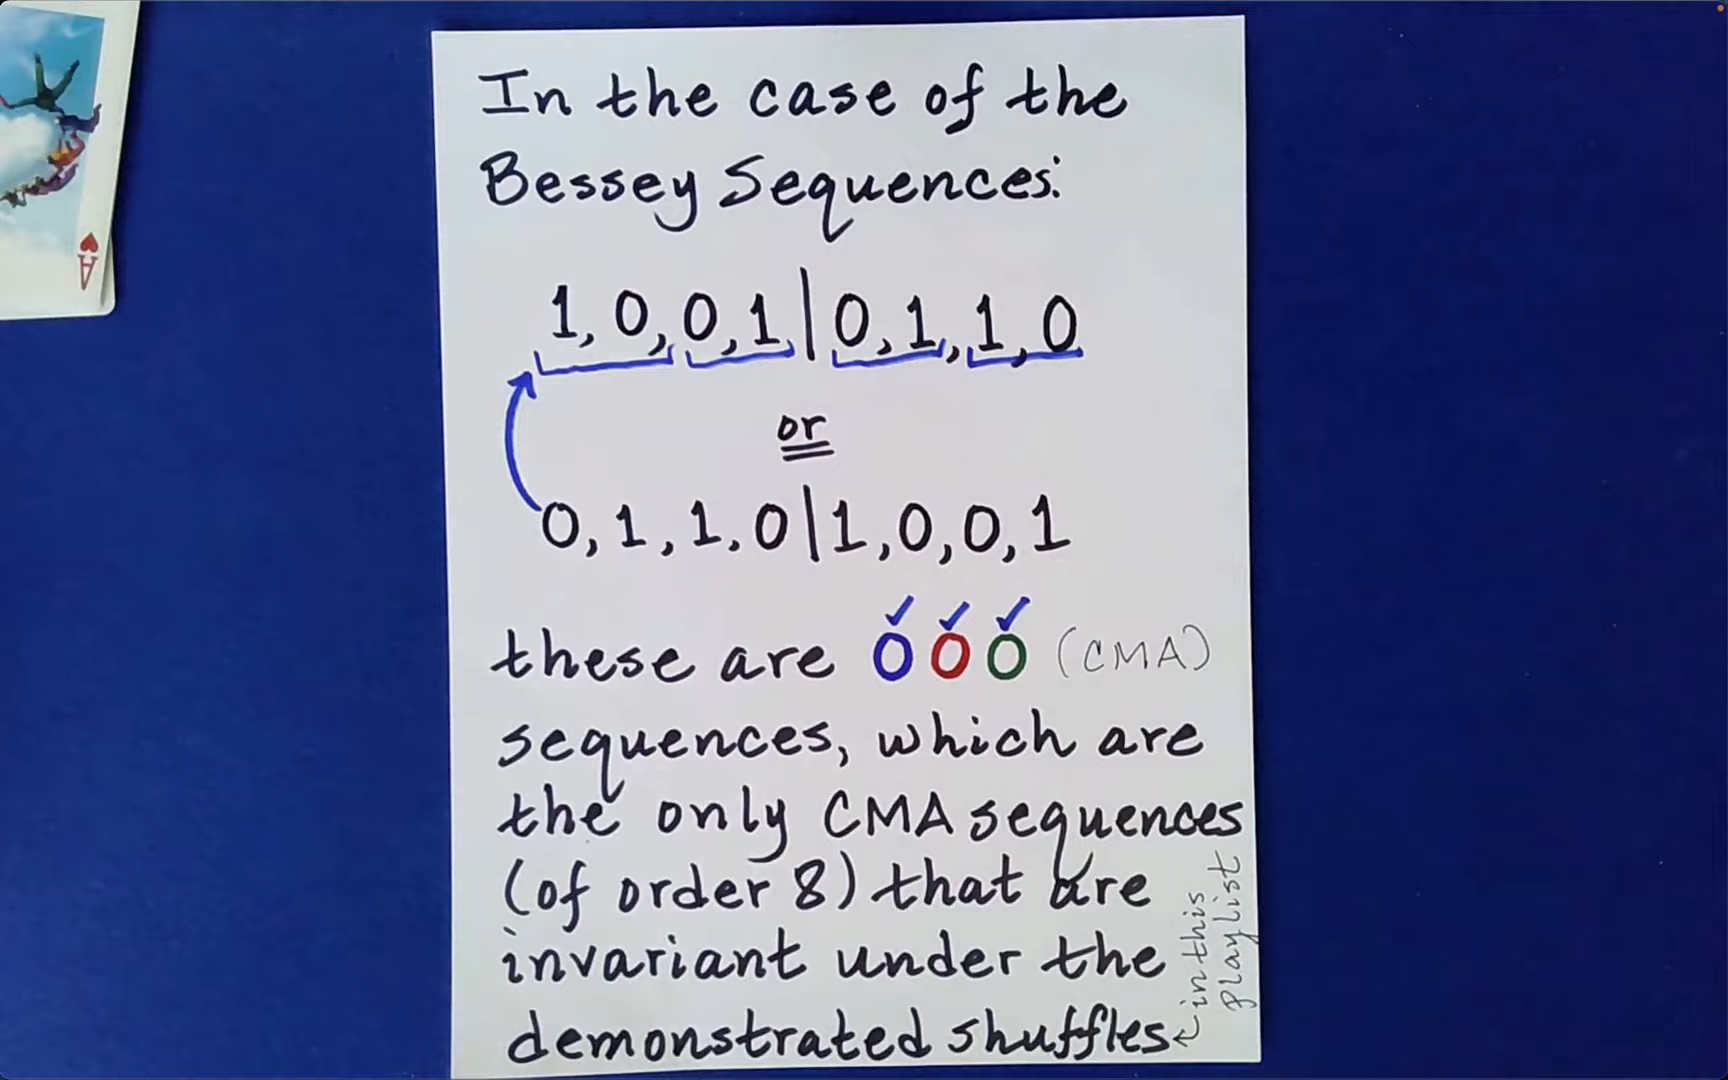 A
In the case of the
Bessey Sequences:
1, 0, 0, 1 | 0, 1, 1, 0
or
0, 1, 1, 0 | 1, 0, 0, 1
these are O O O (CMA)
sequences, which are
the only CMA sequences
(of order 8) that are
invariant under the
demonstrated shuffles
← in this
playlist